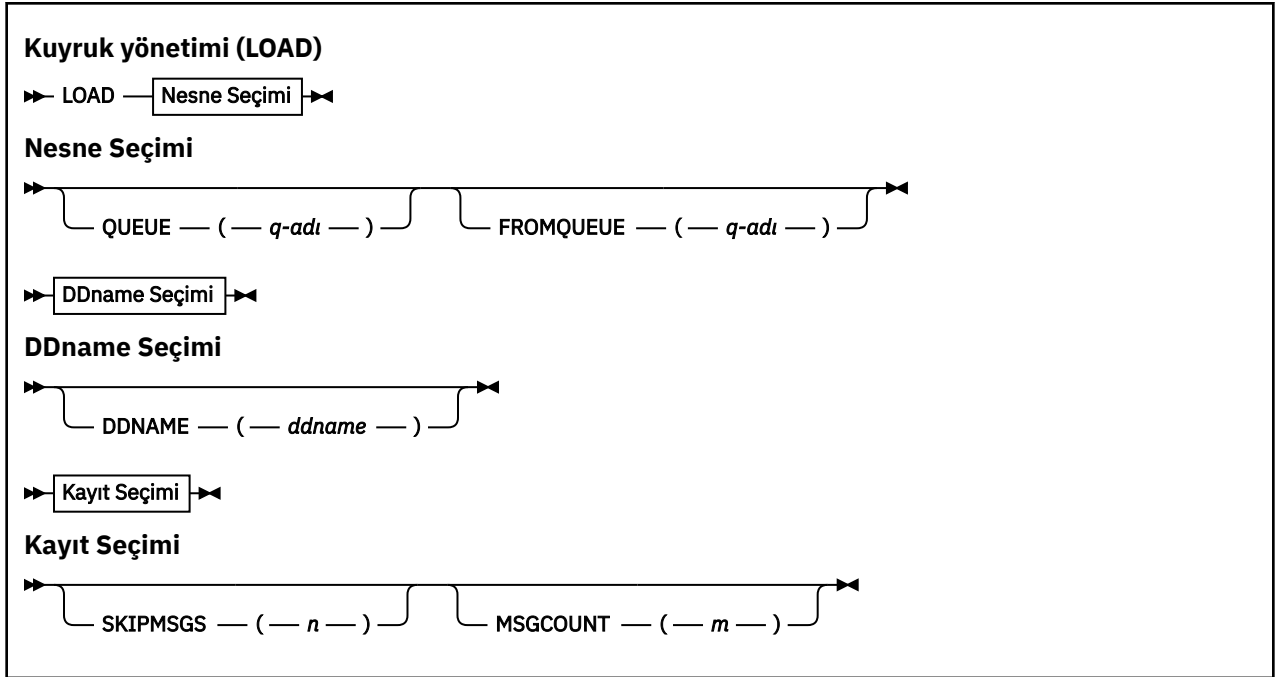 Kuyruk yönetimi (LOAD)
LOAD — Nesne Seçimi
Nesne Seçimi
QUEUE — ( — q-adı — ) FROMQUEUE — ( — q-adı — )
DDname Seçimi
DDname Seçimi
DDNAME — ( — ddname — )
Kayıt Seçimi
Kayıt Seçimi
SKIPMSGS — ( — n — ) MSGCOUNT — ( — m — )